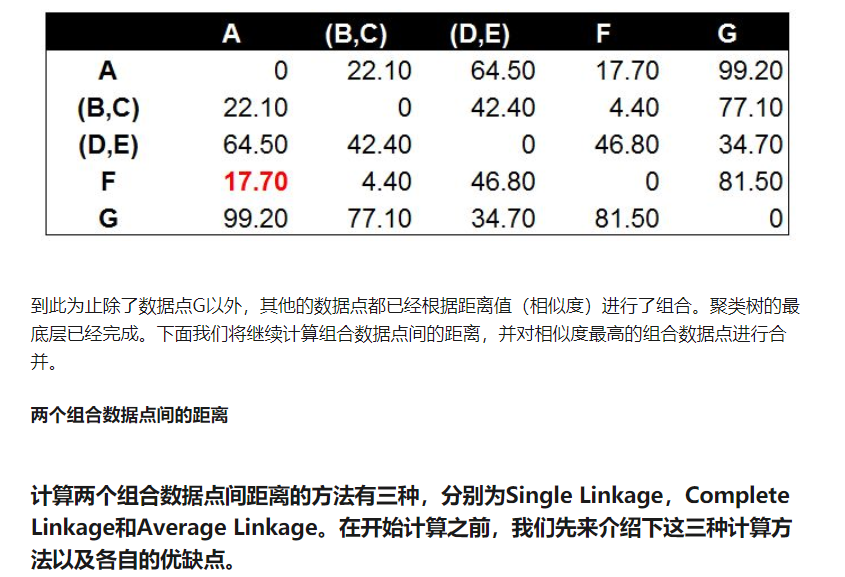 A (B,C) (D,E) F G
A 0 22.10 64.50 17.70 99.20
(B,C) 22.10 0 42.40 4.40 77.10
(D,E) 64.50 42.40 0 46.80 34.70
F 17.70 4.40 46.80 0 81.50
G 99.20 77.10 34.70 81.50 0
到此为止除了数据点G以外，其他的数据点都已经根据距离值（相似度）进行了组合。聚类树的最
底层已经完成。下面我们将继续计算组合数据点间的距离，并对相似度最高的组合数据点进行合
并。
两个组合数据点间的距离
计算两个组合数据点间距离的方法有三种，分别为Single Linkage，Complete
Linkage和Average Linkage。在开始计算之前，我们先来介绍下这三种计算方
法以及各自的优缺点。